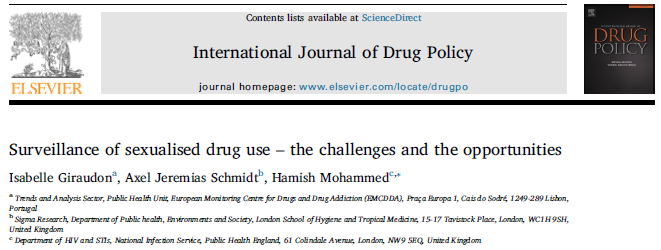 Contents lists available at ScienceDirect
International Journal of Drug Policy
journal homepage: www.elsevier.com/locate/drugpo
ELSEVIER
DRUG
POLICY
Surveillance of sexualised drug use – the challenges and the opportunities
Isabelle Giraudonᵃ, Axel Jeremias Schmidtᵇ, Hamish Mohammedᶜ,⁎
ᵃ Trends and Analysis Sector, Public Health Unit, European Monitoring Centre for Drugs and Drug Addiction (EMCDDA), Praça Europa 1, Cais do Sodré, 1249-289 Lisbon,
Portugal
ᵇ Sigma Research, Department of Public health, Environments and Society, London School of Hygiene and Tropical Medicine, 15-17 Tavistock Place, London, WC1H 9SH,
United Kingdom
ᶜ Department of HIV and STIs, National Infection Service, Public Health England, 61 Colindale Avenue, London, NW9 5EQ, United Kingdom